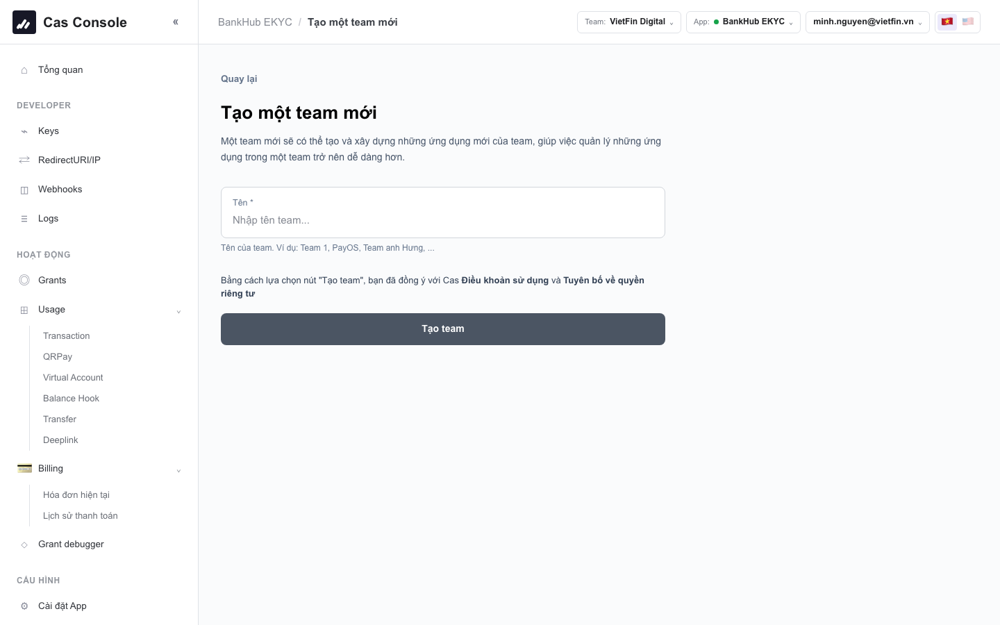 Cas Console
«
BankHub EKYC / Tạo một team mới
Team: VietFin Digital
App: BankHub EKYC
minh.nguyen@vietfin.vn
Tổng quan
DEVELOPER
Keys
RedirectURI/IP
Webhooks
Logs
HOẠT ĐỘNG
Grants
Usage
Transaction
QRPay
Virtual Account
Balance Hook
Transfer
Deeplink
Billing
Hóa đơn hiện tại
Lịch sử thanh toán
Grant debugger
CẤU HÌNH
Cài đặt App
Quay lại
Tạo một team mới
Một team mới sẽ có thể tạo và xây dựng những ứng dụng mới của team, giúp việc quản lý những ứng
dụng trong một team trở nên dễ dàng hơn.
Tên *
Nhập tên team...
Tên của team. Ví dụ: Team 1, PayOS, Team anh Hưng, ...
Bằng cách lựa chọn nút "Tạo team", bạn đã đồng ý với Cas Điều khoản sử dụng và Tuyên bố về quyền
riêng tư
Tạo team